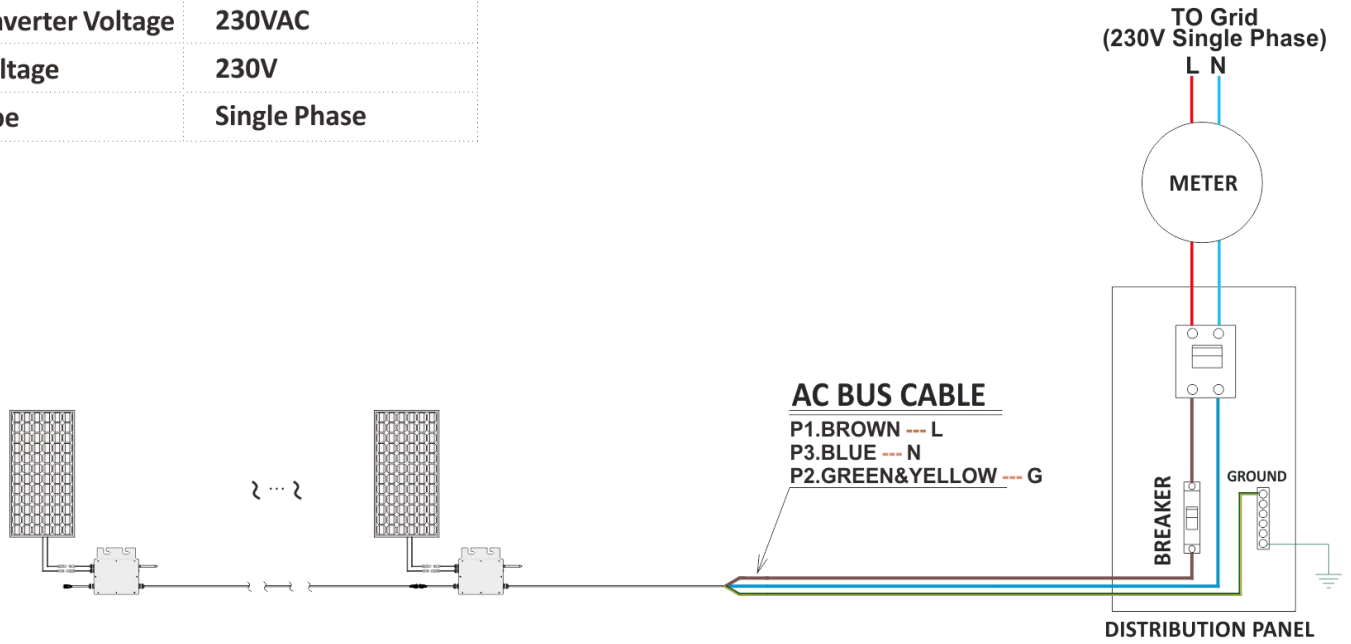 nverter Voltage 230VAC
ltage 230V
pe Single Phase
TO Grid
(230V Single Phase)
L N
METER
AC BUS CABLE
P1.BROWN --- L
P3.BLUE --- N
P2.GREEN&YELLOW --- G
BREAKER
GROUND
DISTRIBUTION PANEL